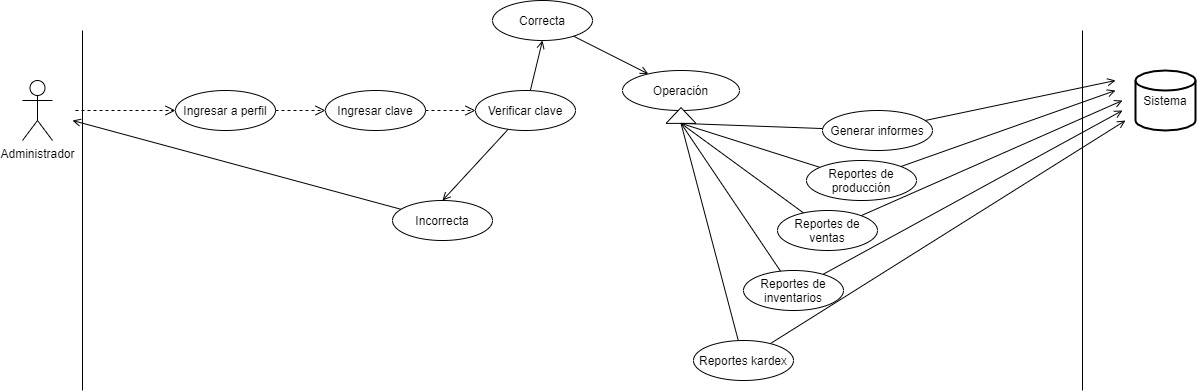 Correcta
Operación
Sistema
Administrador
Ingresar a perfil
Ingresar clave
Verificar clave
Generar informes
Reportes de
producción
Incorrecta
Reportes de
ventas
Reportes de
inventarios
Reportes kardex